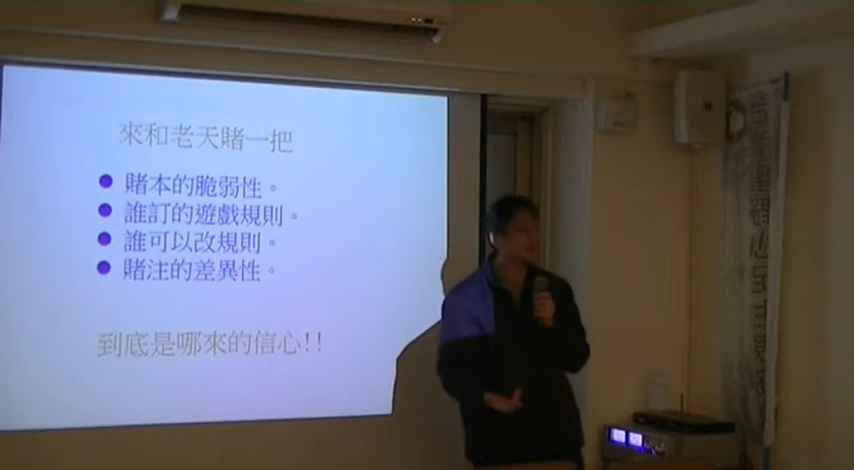 來和老天賭一把
賭本的脆弱性。
誰訂的遊戲規則。
誰可以改規則。
賭注的差異性。
到底是哪來的信心!!